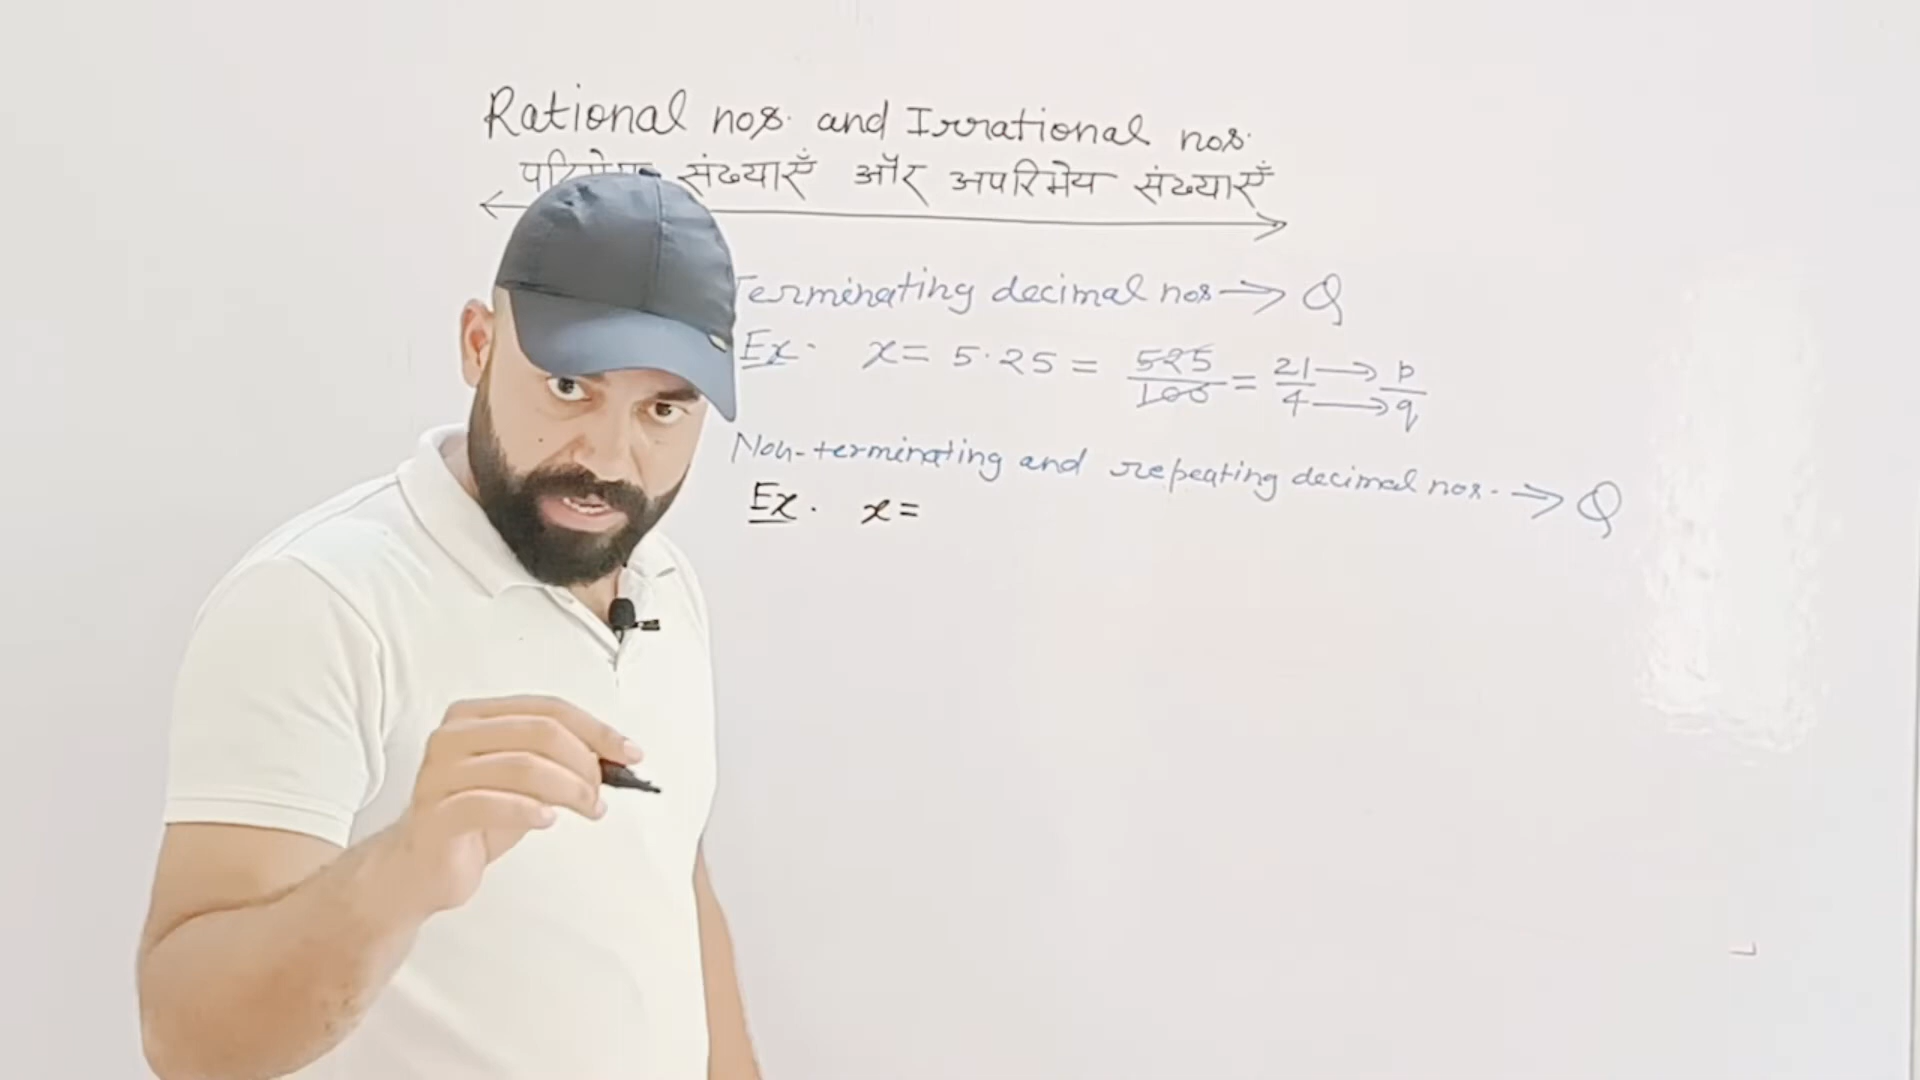 Rational nos. and Irrational nos.
परिमेय संख्याएँ और अपरिमेय संख्याएँ
Terminating decimal nos → Q
Ex. x = 5.25 = 525/100 = 21/4 → p/q
Non-terminating and repeating decimal nos. → Q
Ex. x =